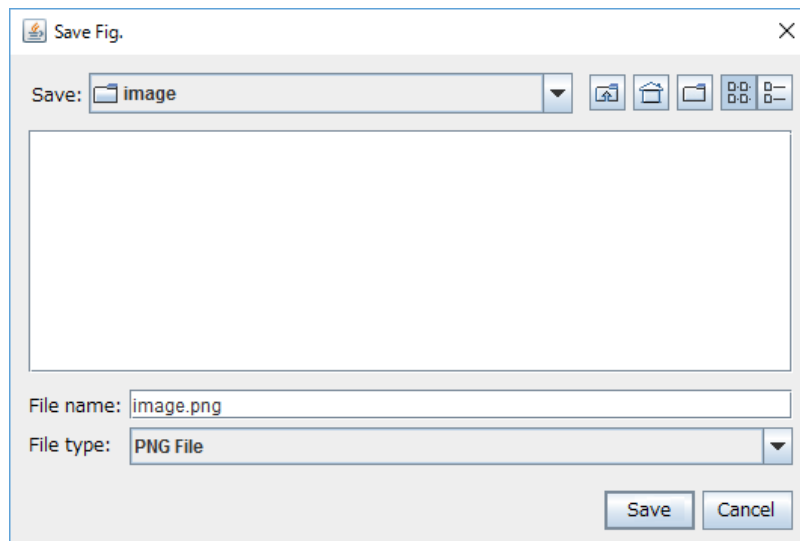 Save Fig.
Save: image
File name: image.png
File type: PNG File
Save Cancel